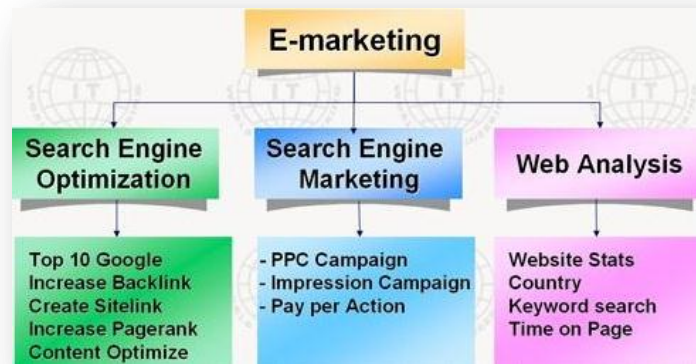 E-marketing
Search Engine
Optimization
Search Engine
Marketing
Web Analysis
Top 10 Google
Increase Backlink
Create Sitelink
Increase Pagerank
Content Optimize
- PPC Campaign
- Impression Campaign
- Pay per Action
Website Stats
Country
Keyword search
Time on Page